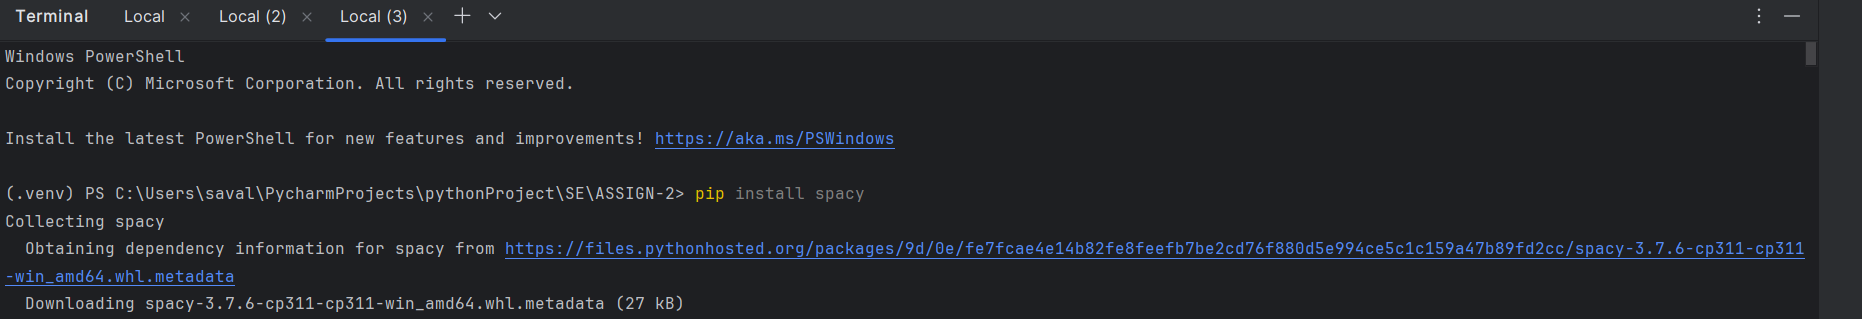 Terminal Local Local (2) Local (3)
Windows PowerShell
Copyright (C) Microsoft Corporation. All rights reserved.
Install the latest PowerShell for new features and improvements! https://aka.ms/PSWindows
(.venv) PS C:\Users\saval\PycharmProjects\pythonProject\SE\ASSIGN-2> pip install spacy
Collecting spacy
Obtaining dependency information for spacy from https://files.pythonhosted.org/packages/9d/0e/fe7fcae4e14b82fe8feefb7be2cd76f880d5e994ce5c1c159a47b89fd2cc/spacy-3.7.6-cp311-cp311
-win_amd64.whl.metadata
Downloading spacy-3.7.6-cp311-cp311-win_amd64.whl.metadata (27 kB)